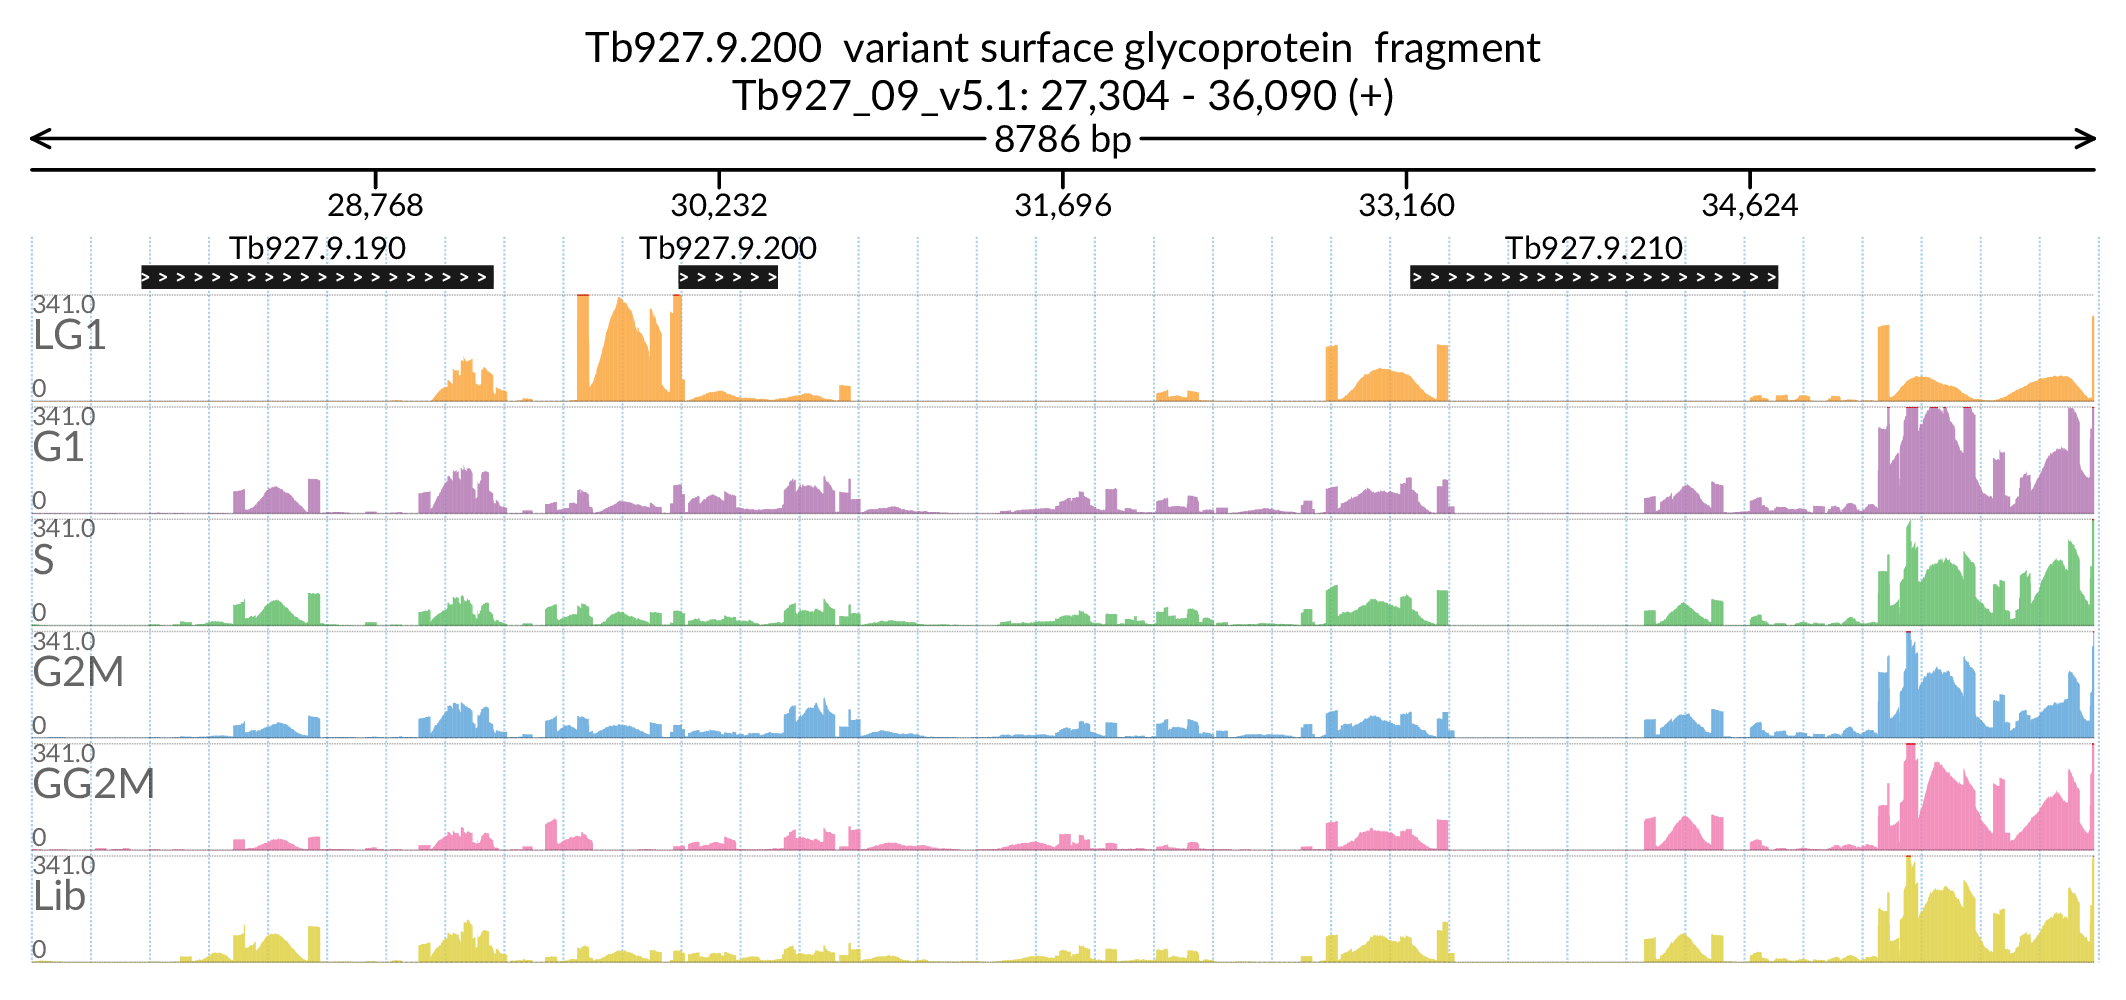 Tb927.9.200  variant surface glycoprotein  fragment
Tb927_09_v5.1: 27,304 - 36,090 (+)
8786 bp
28,768 30,232 31,696 33,160 34,624
Tb927.9.190 Tb927.9.200 Tb927.9.210
341.0
LG1
0
341.0
G1
0
341.0
S
0
341.0
G2M
0
341.0
GG2M
0
341.0
Lib
0